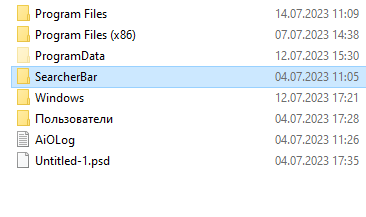 Program Files 14.07.2023 11:09
Program Files (x86) 07.07.2023 14:38
ProgramData 12.07.2023 15:30
SearcherBar 04.07.2023 11:05
Windows 12.07.2023 17:21
Пользователи 04.07.2023 17:28
AiOLog 04.07.2023 11:26
Untitled-1.psd 04.07.2023 17:35